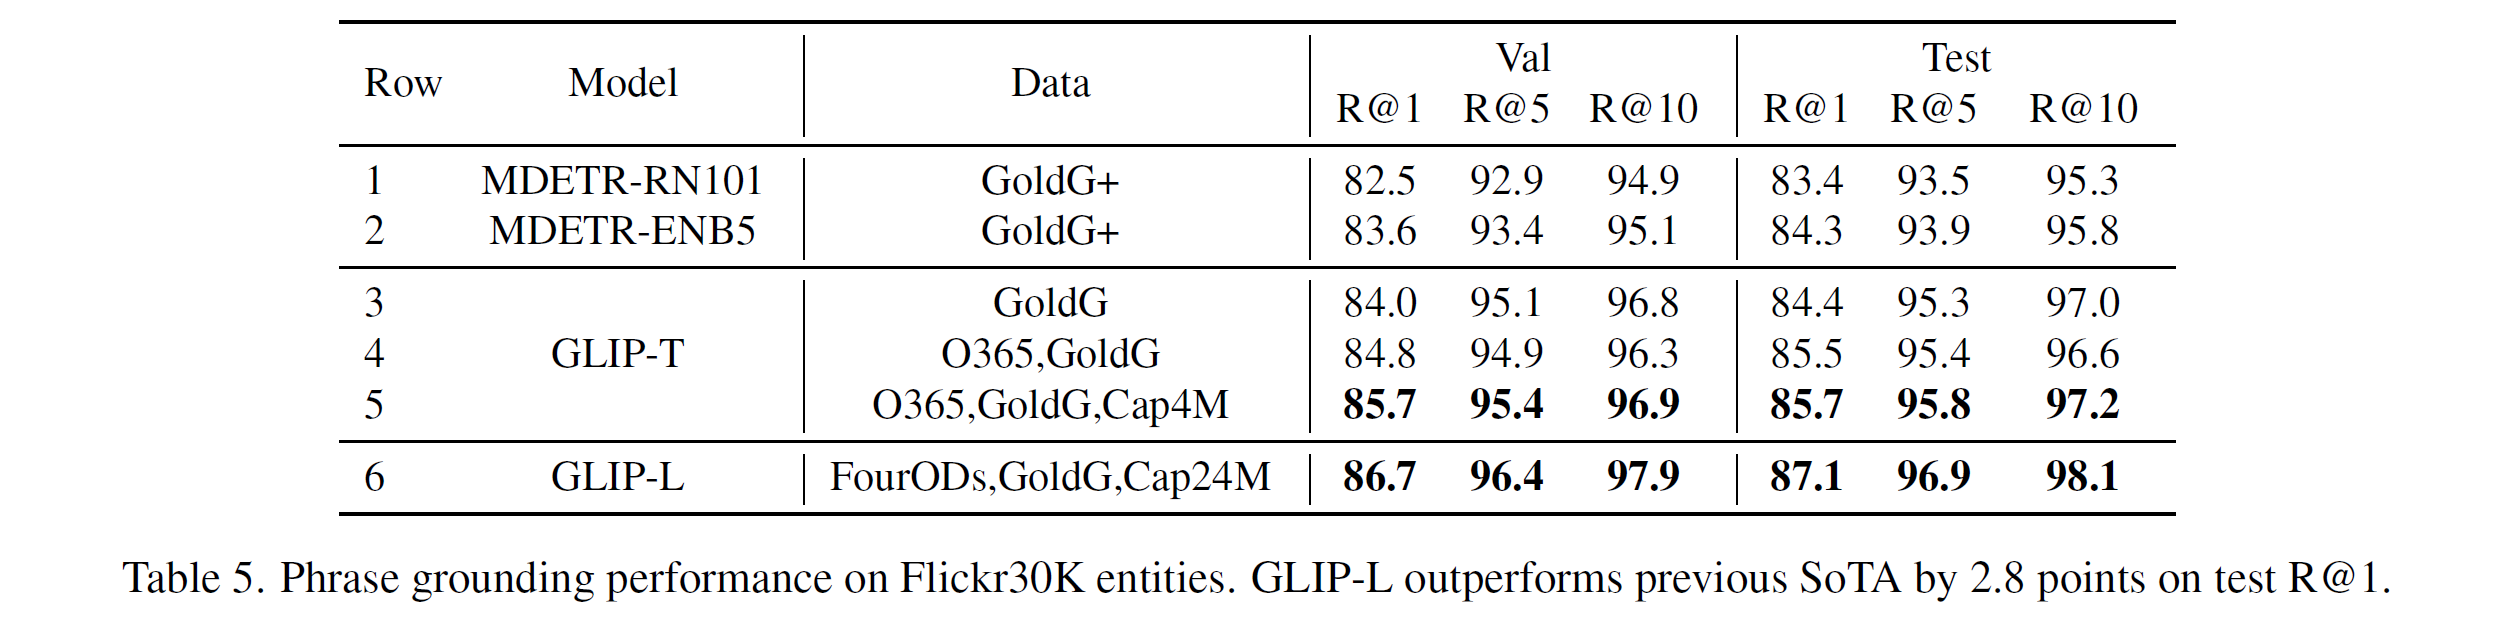 Row Model Data Val Test
R@1 R@5 R@10 R@1 R@5 R@10
1 MDETR-RN101 GoldG+ 82.5 92.9 94.9 83.4 93.5 95.3
2 MDETR-ENB5 GoldG+ 83.6 93.4 95.1 84.3 93.9 95.8
3 GoldG 84.0 95.1 96.8 84.4 95.3 97.0
4 GLIP-T O365,GoldG 84.8 94.9 96.3 85.5 95.4 96.6
5 O365,GoldG,Cap4M 85.7 95.4 96.9 85.7 95.8 97.2
6 GLIP-L FourODs,GoldG,Cap24M 86.7 96.4 97.9 87.1 96.9 98.1
Table 5. Phrase grounding performance on Flickr30K entities. GLIP-L outperforms previous SoTA by 2.8 points on test R@1.